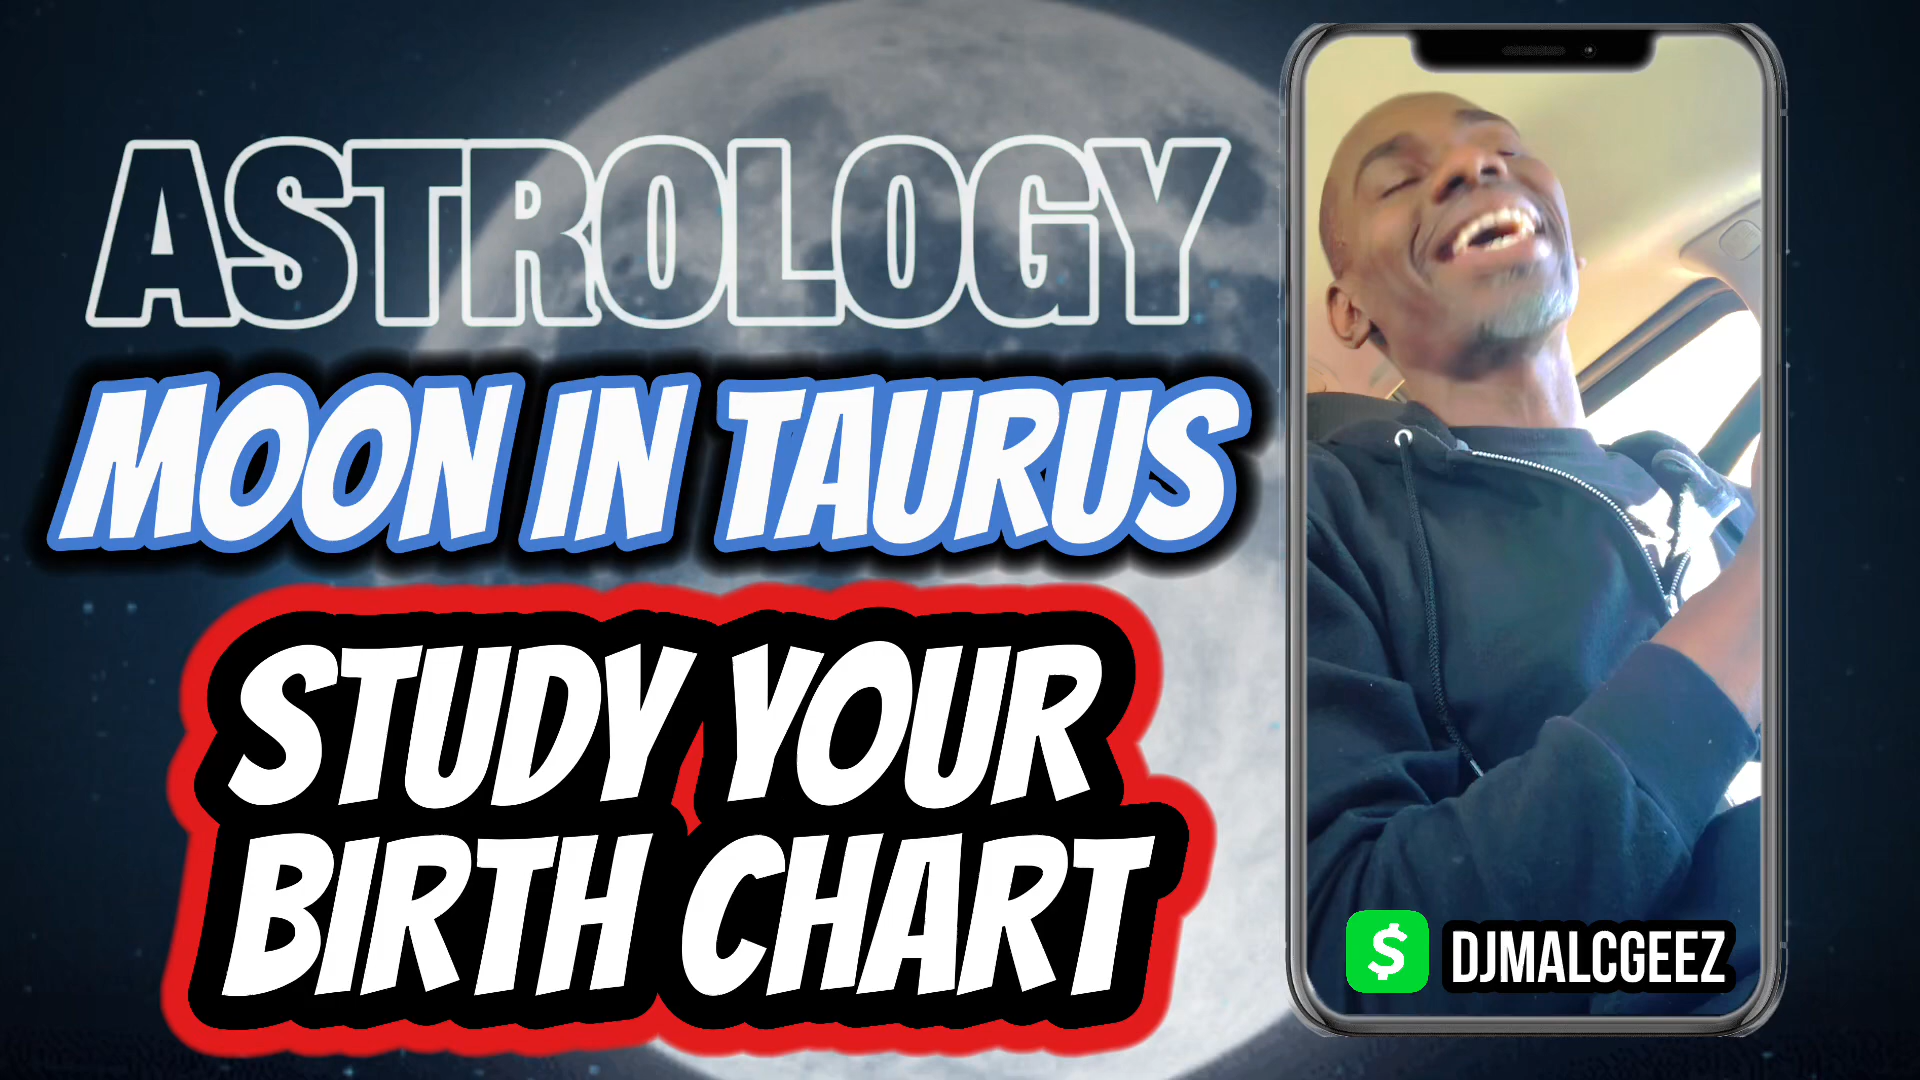 ASTROLOGY
MOON IN TAURUS
STUDY YOUR
BIRTH CHART
$ DJMALCGEEZ